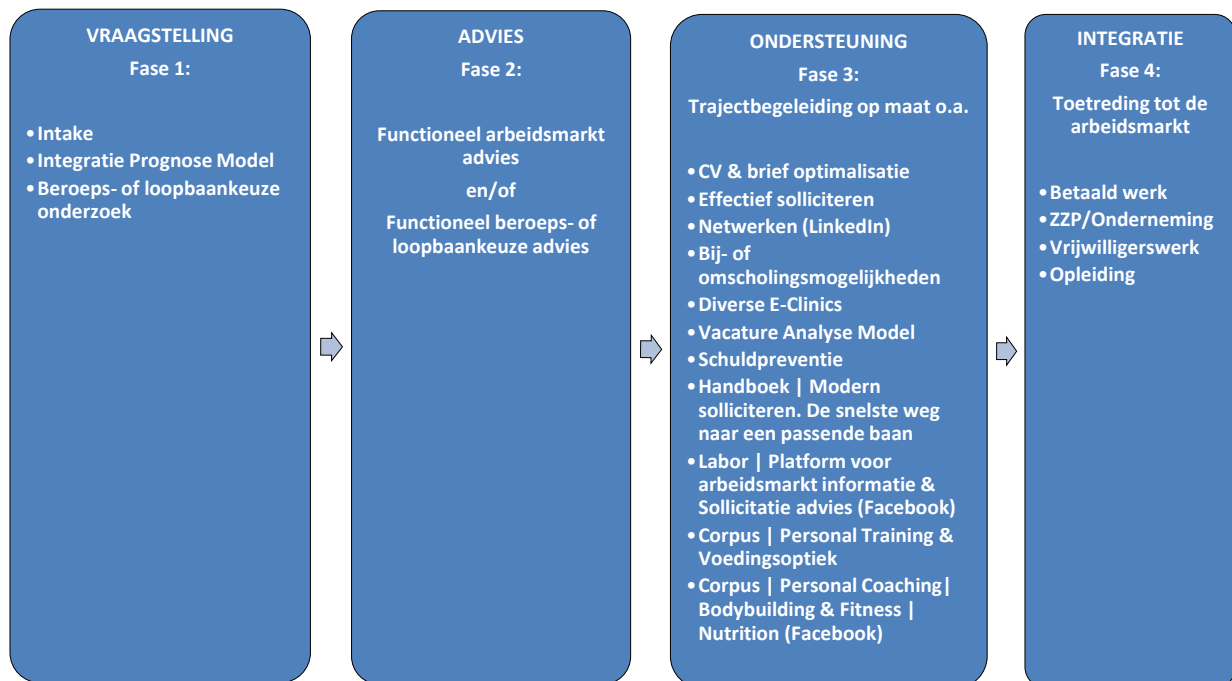 VRAAGSTELLING
Fase 1:
•Intake
•Integratie Prognose Model
•Beroeps- of loopbaankeuze
onderzoek
ADVIES
Fase 2:
Functioneel arbeidsmarkt
advies
en/of
Functioneel beroeps- of
loopbaankeuze advies
ONDERSTEUNING
Fase 3:
Trajectbegeleiding op maat o.a.
•CV & brief optimalisatie
•Effectief solliciteren
•Netwerken (LinkedIn)
•Bij- of
omscholingsmogelijkheden
•Diverse E-Clinics
•Vacature Analyse Model
•Schuldpreventie
•Handboek | Modern
solliciteren. De snelste weg
naar een passende baan
•Labor | Platform voor
arbeidsmarkt informatie &
Sollicitatie advies (Facebook)
•Corpus | Personal Training &
Voedingsoptiek
•Corpus | Personal Coaching|
Bodybuilding & Fitness |
Nutrition (Facebook)
INTEGRATIE
Fase 4:
Toetreding tot de
arbeidsmarkt
•Betaald werk
•ZZP/Onderneming
•Vrijwilligerswerk
•Opleiding